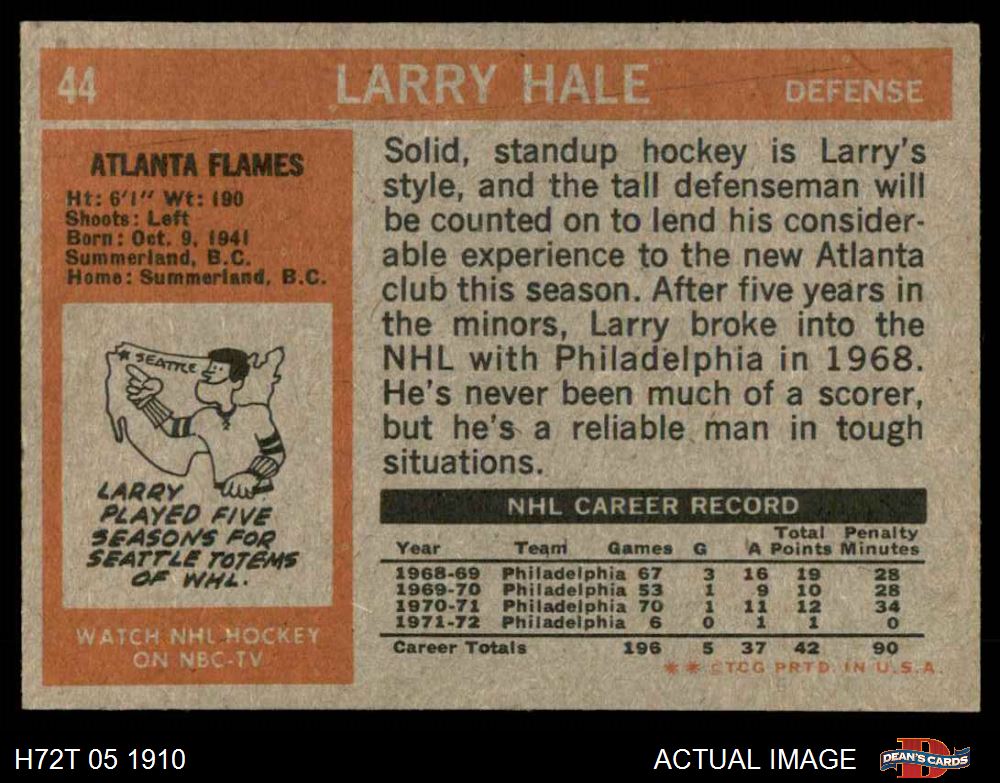 44 LARRY HALE DEFENSE
ATLANTA FLAMES
Ht: 6'1" Wt: 190
Shoots: Left
Born: Oct. 9, 1941
Summerland, B.C.
Home: Summerland, B.C.
★ SEATTLE
LARRY
PLAYED FIVE
SEASONS FOR
SEATTLE TOTEMS
OF WHL.
WATCH NHL HOCKEY
ON NBC-TV
Solid, standup hockey is Larry's
style, and the tall defenseman will
be counted on to lend his consider-
able experience to the new Atlanta
club this season. After five years in
the minors, Larry broke into the
NHL with Philadelphia in 1968.
He's never been much of a scorer,
but he's a reliable man in tough
situations.
NHL CAREER RECORD
Year Team Games G A Total Points Penalty Minutes
1968-69 Philadelphia 67 3 16 19 28
1969-70 Philadelphia 53 1 9 10 28
1970-71 Philadelphia 70 1 11 12 34
1971-72 Philadelphia 6 0 1 1 0
Career Totals 196 5 37 42 90
** ©TCG PRTD. IN U.S.A.
H72T 05 1910 ACTUAL IMAGE DEAN'S CARDS